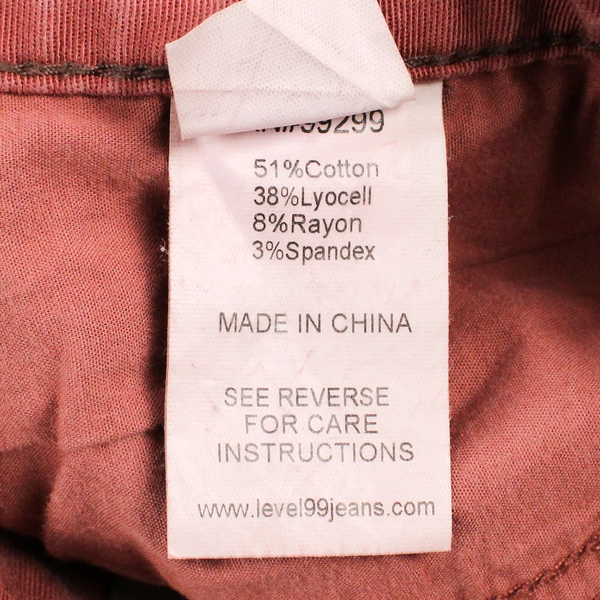 99299
51%Cotton
38%Lyocell
8%Rayon
3%Spandex
MADE IN CHINA
SEE REVERSE
FOR CARE
INSTRUCTIONS
www.level99jeans.com